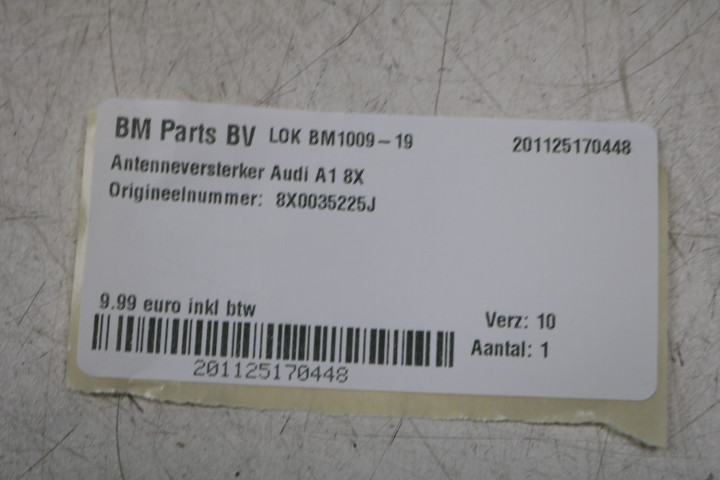 BM Parts BV LOK BM1009-19 201125170448
Antenneversterker Audi A1 8X
Origineelnummer: 8X0035225J
9.99 euro inkl btw
Verz: 10
Aantal: 1
201125170448